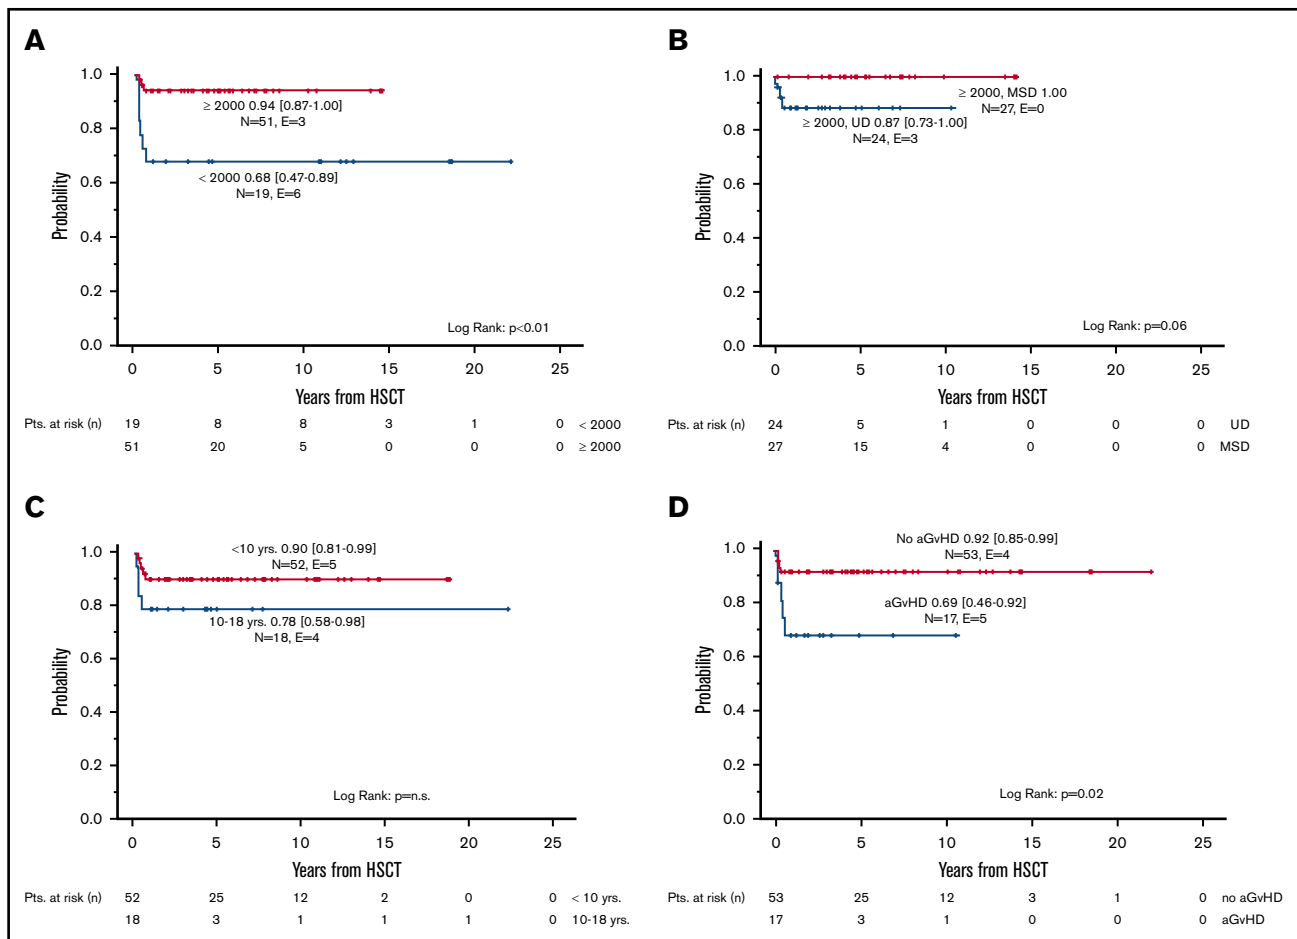 A
1.0
0.8
0.6
0.4
0.2
0.0
Probability
≥ 2000 0.94 [0.87-1.00]
N=51, E=3
< 2000 0.68 [0.47-0.89]
N=19, E=6
Log Rank: p<0.01
0 5 10 15 20 25
Years from HSCT
Pts. at risk (n) 19 8 8 3 1 0 < 2000
51 20 5 0 0 0 ≥ 2000
B
1.0
0.8
0.6
0.4
0.2
0.0
Probability
≥ 2000, MSD 1.00
N=27, E=0
≥ 2000, UD 0.87 [0.73-1.00]
N=24, E=3
Log Rank: p=0.06
0 5 10 15 20 25
Years from HSCT
Pts. at risk (n) 24 5 1 0 0 0 UD
27 15 4 0 0 0 MSD
C
1.0
0.8
0.6
0.4
0.2
0.0
Probability
<10 yrs. 0.90 [0.81-0.99]
N=52, E=5
10-18 yrs. 0.78 [0.58-0.98]
N=18, E=4
Log Rank: p=n.s.
0 5 10 15 20 25
Years from HSCT
Pts. at risk (n) 52 25 12 2 0 0 < 10 yrs.
18 3 1 1 1 0 10-18 yrs.
D
1.0
0.8
0.6
0.4
0.2
0.0
Probability
No aGvHD 0.92 [0.85-0.99]
N=53, E=4
aGvHD 0.69 [0.46-0.92]
N=17, E=5
Log Rank: p=0.02
0 5 10 15 20 25
Years from HSCT
Pts. at risk (n) 53 25 12 3 1 0 no aGvHD
17 3 1 0 0 0 aGvHD